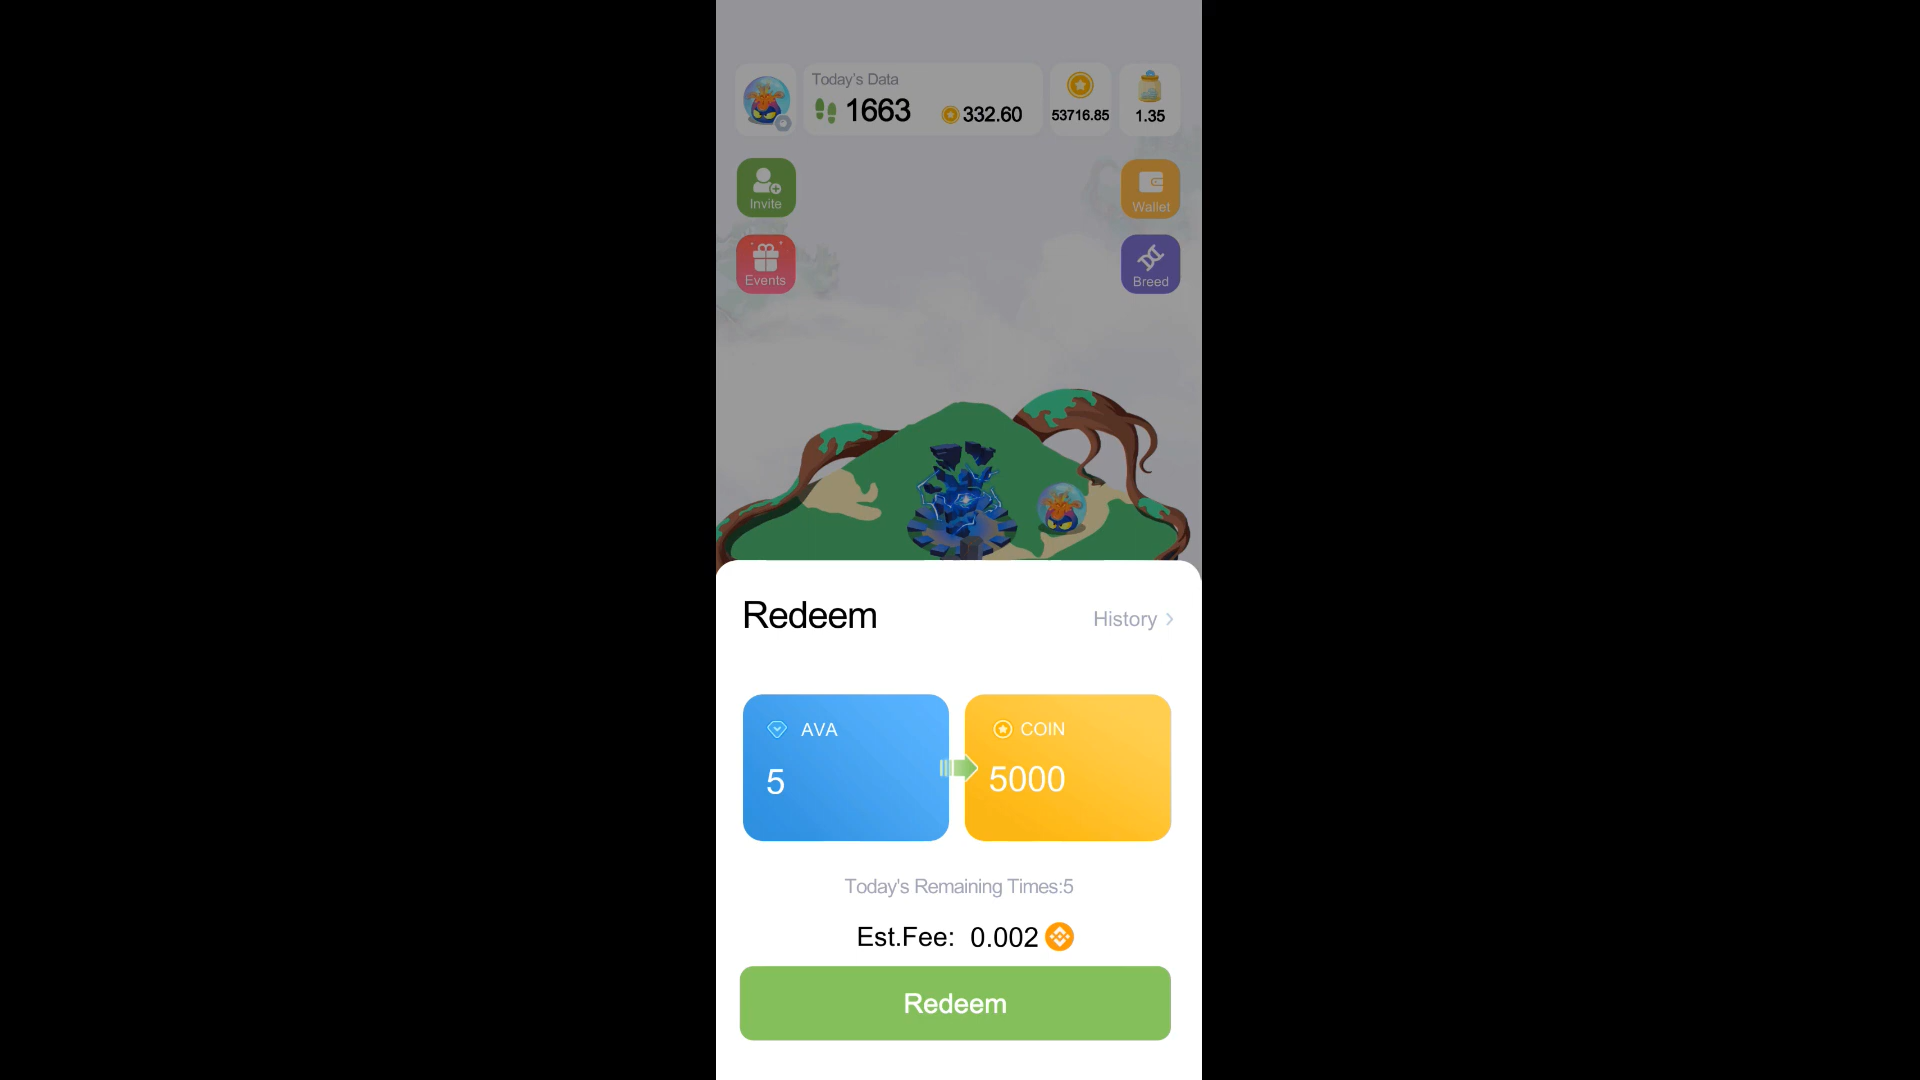 Today's Data
1663
332.60
53716.85
1.35
Invite
Wallet
Events
Breed
Redeem
History
AVA
COIN
5
5000
Today's Remaining Times:5
Est.Fee: 0.002
Redeem